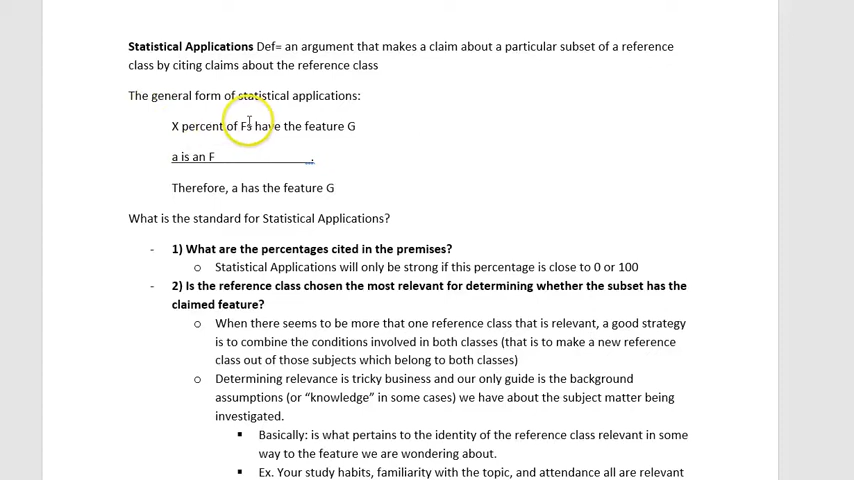 Statistical Applications Def= an argument that makes a claim about a particular subset of a reference
class by citing claims about the reference class
The general form of statistical applications:
X percent of Fs have the feature G
a is an F .
Therefore, a has the feature G
What is the standard for Statistical Applications?
- 1) What are the percentages cited in the premises?
o Statistical Applications will only be strong if this percentage is close to 0 or 100
- 2) Is the reference class chosen the most relevant for determining whether the subset has the
claimed feature?
o When there seems to be more that one reference class that is relevant, a good strategy
is to combine the conditions involved in both classes (that is to make a new reference
class out of those subjects which belong to both classes)
o Determining relevance is tricky business and our only guide is the background
assumptions (or “knowledge” in some cases) we have about the subject matter being
investigated.
▪ Basically: is what pertains to the identity of the reference class relevant in some
way to the feature we are wondering about.
▪ Ex. Your study habits, familiarity with the topic, and attendance all are relevant